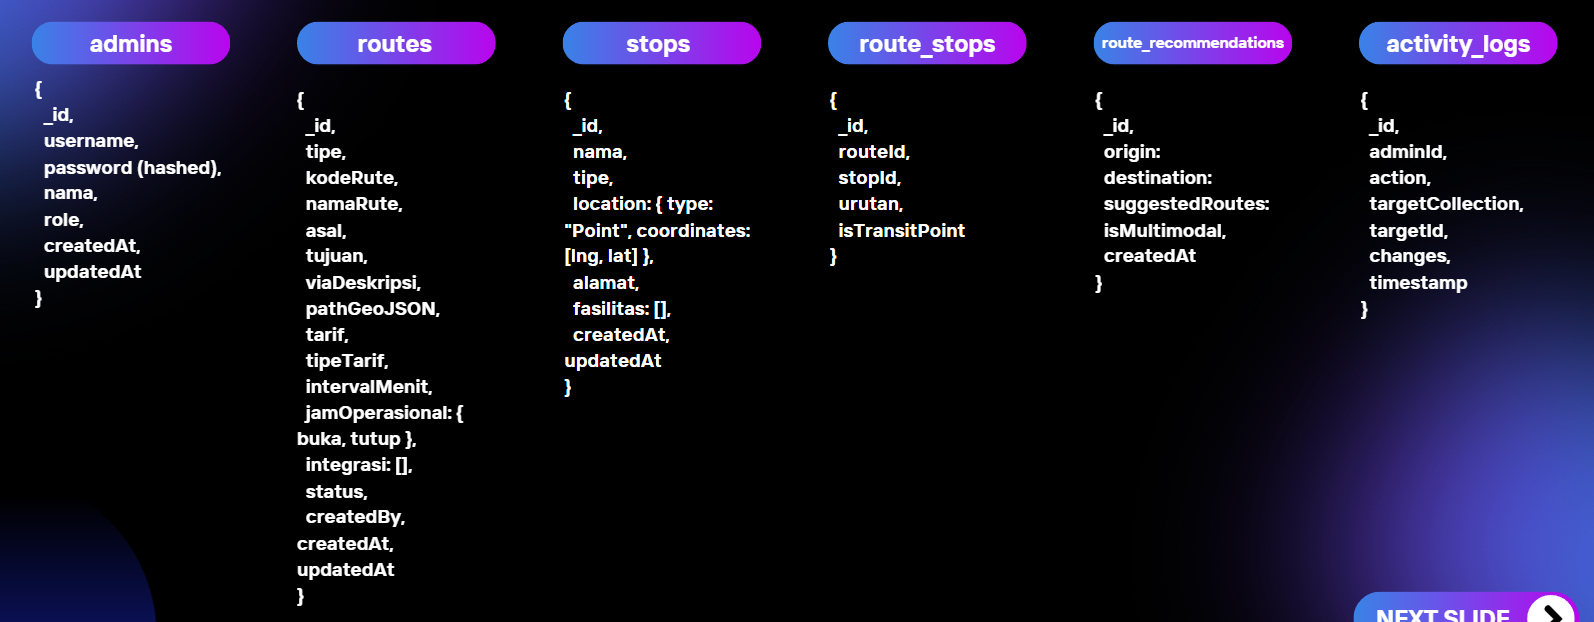 admins
{
_id,
username,
password (hashed),
nama,
role,
createdAt,
updatedAt
}
routes
{
_id,
tipe,
kodeRute,
namaRute,
asal,
tujuan,
viaDeskripsi,
pathGeoJSON,
tarif,
tipeTarif,
intervalMenit,
jamOperasional: {
buka, tutup },
integrasi: [],
status,
createdBy,
createdAt,
updatedAt
}
stops
{
_id,
nama,
tipe,
location: { type:
"Point", coordinates:
[lng, lat] },
alamat,
fasilitas: [],
createdAt,
updatedAt
}
route_stops
{
_id,
routeId,
stopId,
urutan,
isTransitPoint
}
route_recommendations
{
_id,
origin:
destination:
suggestedRoutes:
isMultimodal,
createdAt
}
activity_logs
{
_id,
adminId,
action,
targetCollection,
targetId,
changes,
timestamp
}
NEXT SLIDE